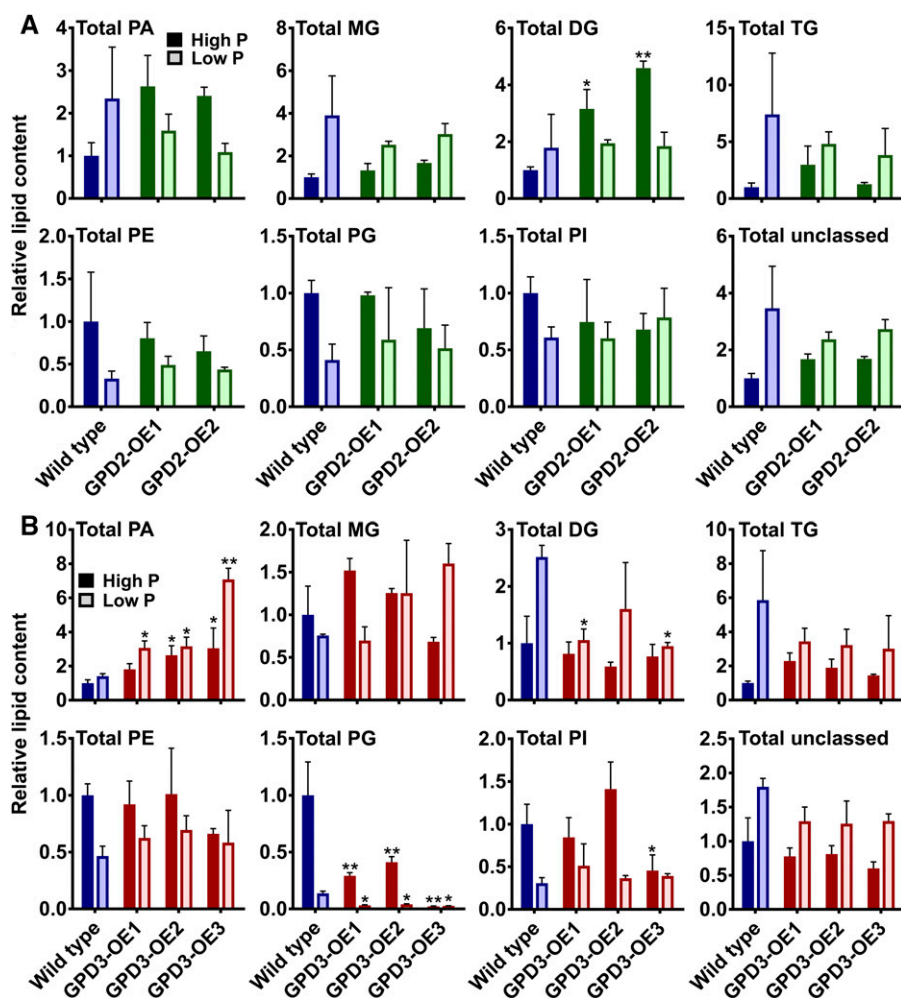 A
Total PA
Total MG
Total DG
Total TG
High P
Low P
4
3
2
1
0
8
6
4
2
0
6
4
2
0
* **
15
10
5
0
Relative lipid content
Total PE
Total PG
Total PI
Total unclassed
2.0
1.5
1.0
0.5
0.0
1.5
1.0
0.5
0.0
1.5
1.0
0.5
0.0
6
4
2
0
Wild type
GPD2-OE1
GPD2-OE2
Wild type
GPD2-OE1
GPD2-OE2
Wild type
GPD2-OE1
GPD2-OE2
Wild type
GPD2-OE1
GPD2-OE2
B
Total PA
Total MG
Total DG
Total TG
High P
Low P
10
8
6
4
2
0
* * * * **
2.0
1.5
1.0
0.5
0.0
3
2
1
0
* *
10
8
6
4
2
0
Relative lipid content
Total PE
Total PG
Total PI
Total unclassed
1.5
1.0
0.5
0.0
1.5
1.0
0.5
0.0
** * ** * ** *
2.0
1.5
1.0
0.5
0.0
*
2.5
2.0
1.5
1.0
0.5
0.0
Wild type
GPD3-OE1
GPD3-OE2
GPD3-OE3
Wild type
GPD3-OE1
GPD3-OE2
GPD3-OE3
Wild type
GPD3-OE1
GPD3-OE2
GPD3-OE3
Wild type
GPD3-OE1
GPD3-OE2
GPD3-OE3